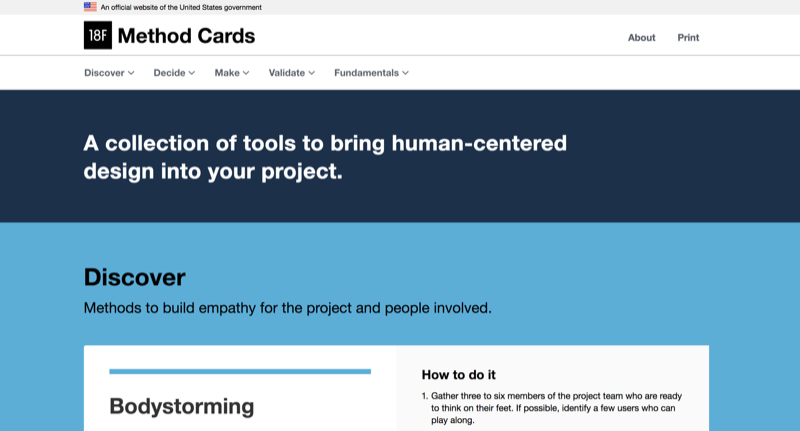 An official website of the United States government
18F Method Cards
About Print
Discover Decide Make Validate Fundamentals
A collection of tools to bring human-centered
design into your project.
Discover
Methods to build empathy for the project and people involved.
Bodystorming
How to do it
1. Gather three to six members of the project team who are ready
to think on their feet. If possible, identify a few users who can
play along.